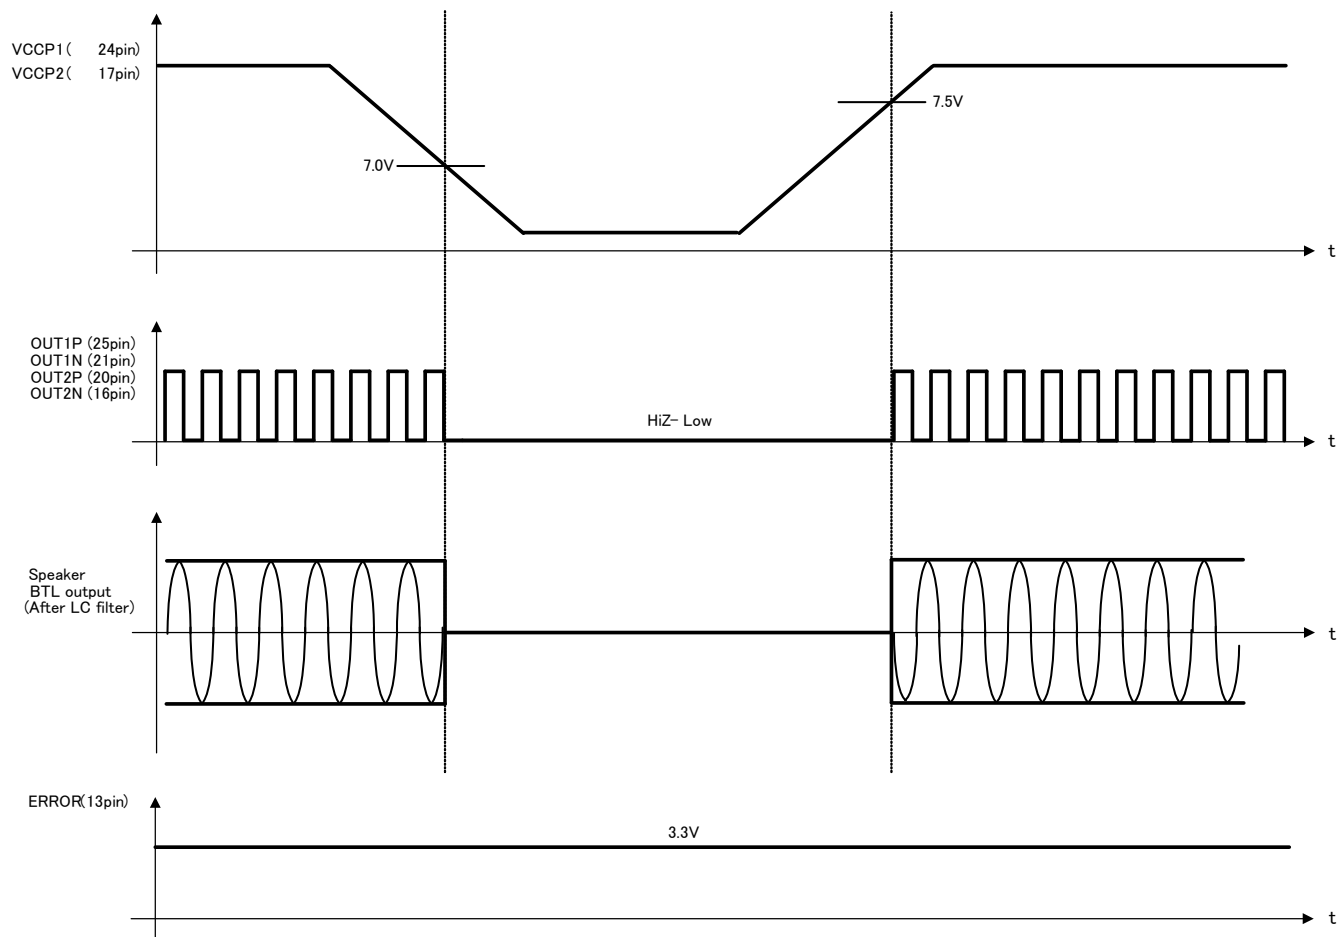 VCCP1( 24pin)
VCCP2( 17pin)
7.5V
7.0V
t
OUT1P (25pin)
OUT1N (21pin)
OUT2P (20pin)
OUT2N (16pin)
HiZ- Low
t
Speaker
BTL output
(After LC filter)
t
ERROR(13pin)
3.3V
t